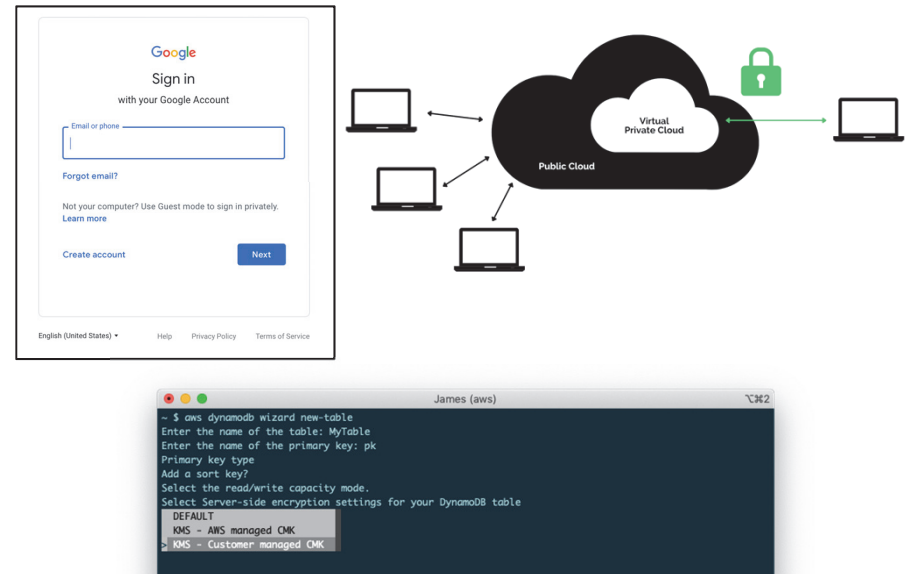 Google
Sign in
with your Google Account
Email or phone
Forgot email?
Not your computer? Use Guest mode to sign in privately.
Learn more
Create account
Next
English (United States)
Help
Privacy Policy
Terms of Service
Virtual
Private Cloud
Public Cloud
James (aws)
⌥⌘2
~ $ aws dynamodb wizard new-table
Enter the name of the table: MyTable
Enter the name of the primary key: pk
Primary key type
Add a sort key?
Select the read/write capacity mode.
Select Server-side encryption settings for your DynamoDB table
DEFAULT
KMS - AWS managed CMK
> KMS - Customer managed CMK